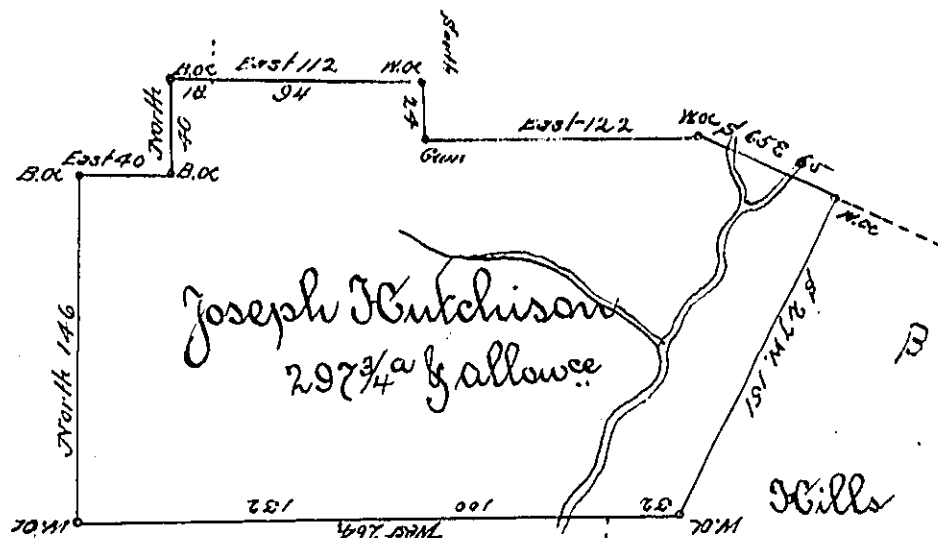 South
B.oc
East 112
W.oc
18
94
24
North
40
East 122
W.oc
S 65 E 65
B.oc
East 40
B.oc
Gum
W.oc
Joseph Hutchison
297¾ᵃ & allowᶜᵉ
North 146
S 27 W. 151
Hills
132
100
32
W.oc
West 264
W.oc